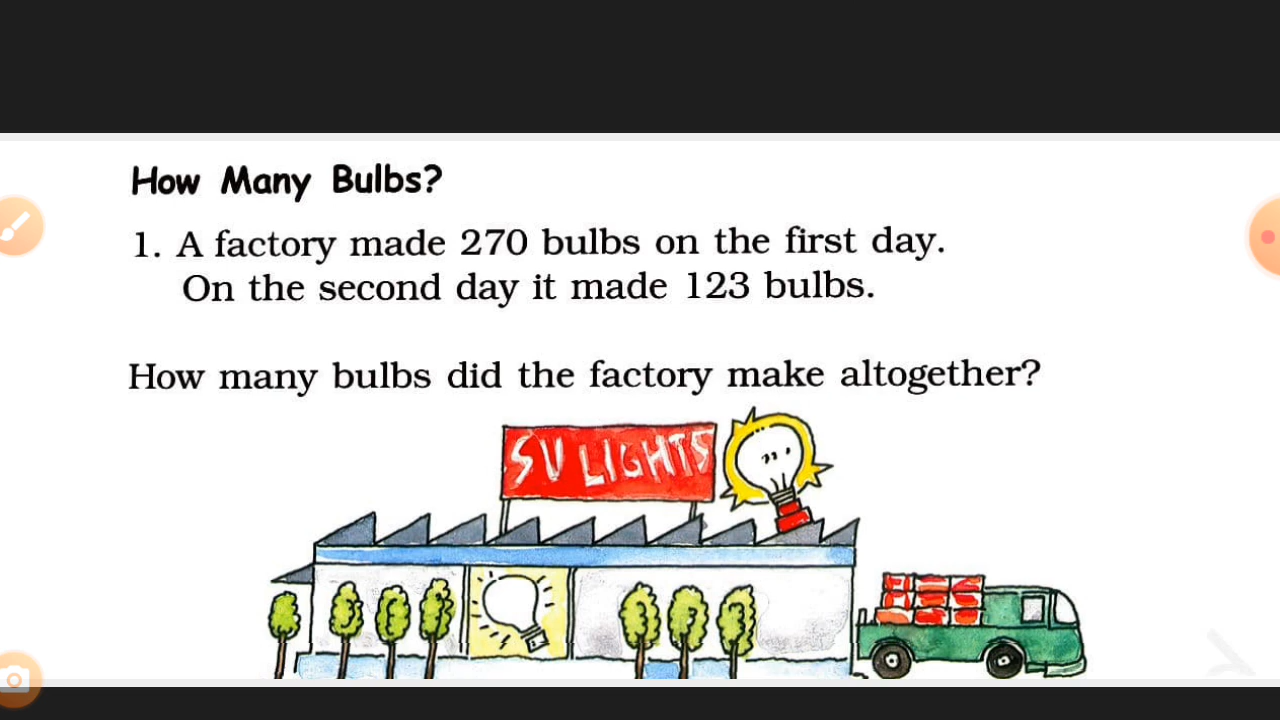 How Many Bulbs?
1. A factory made 270 bulbs on the first day.
On the second day it made 123 bulbs.
How many bulbs did the factory make altogether?
SU LIGHTS